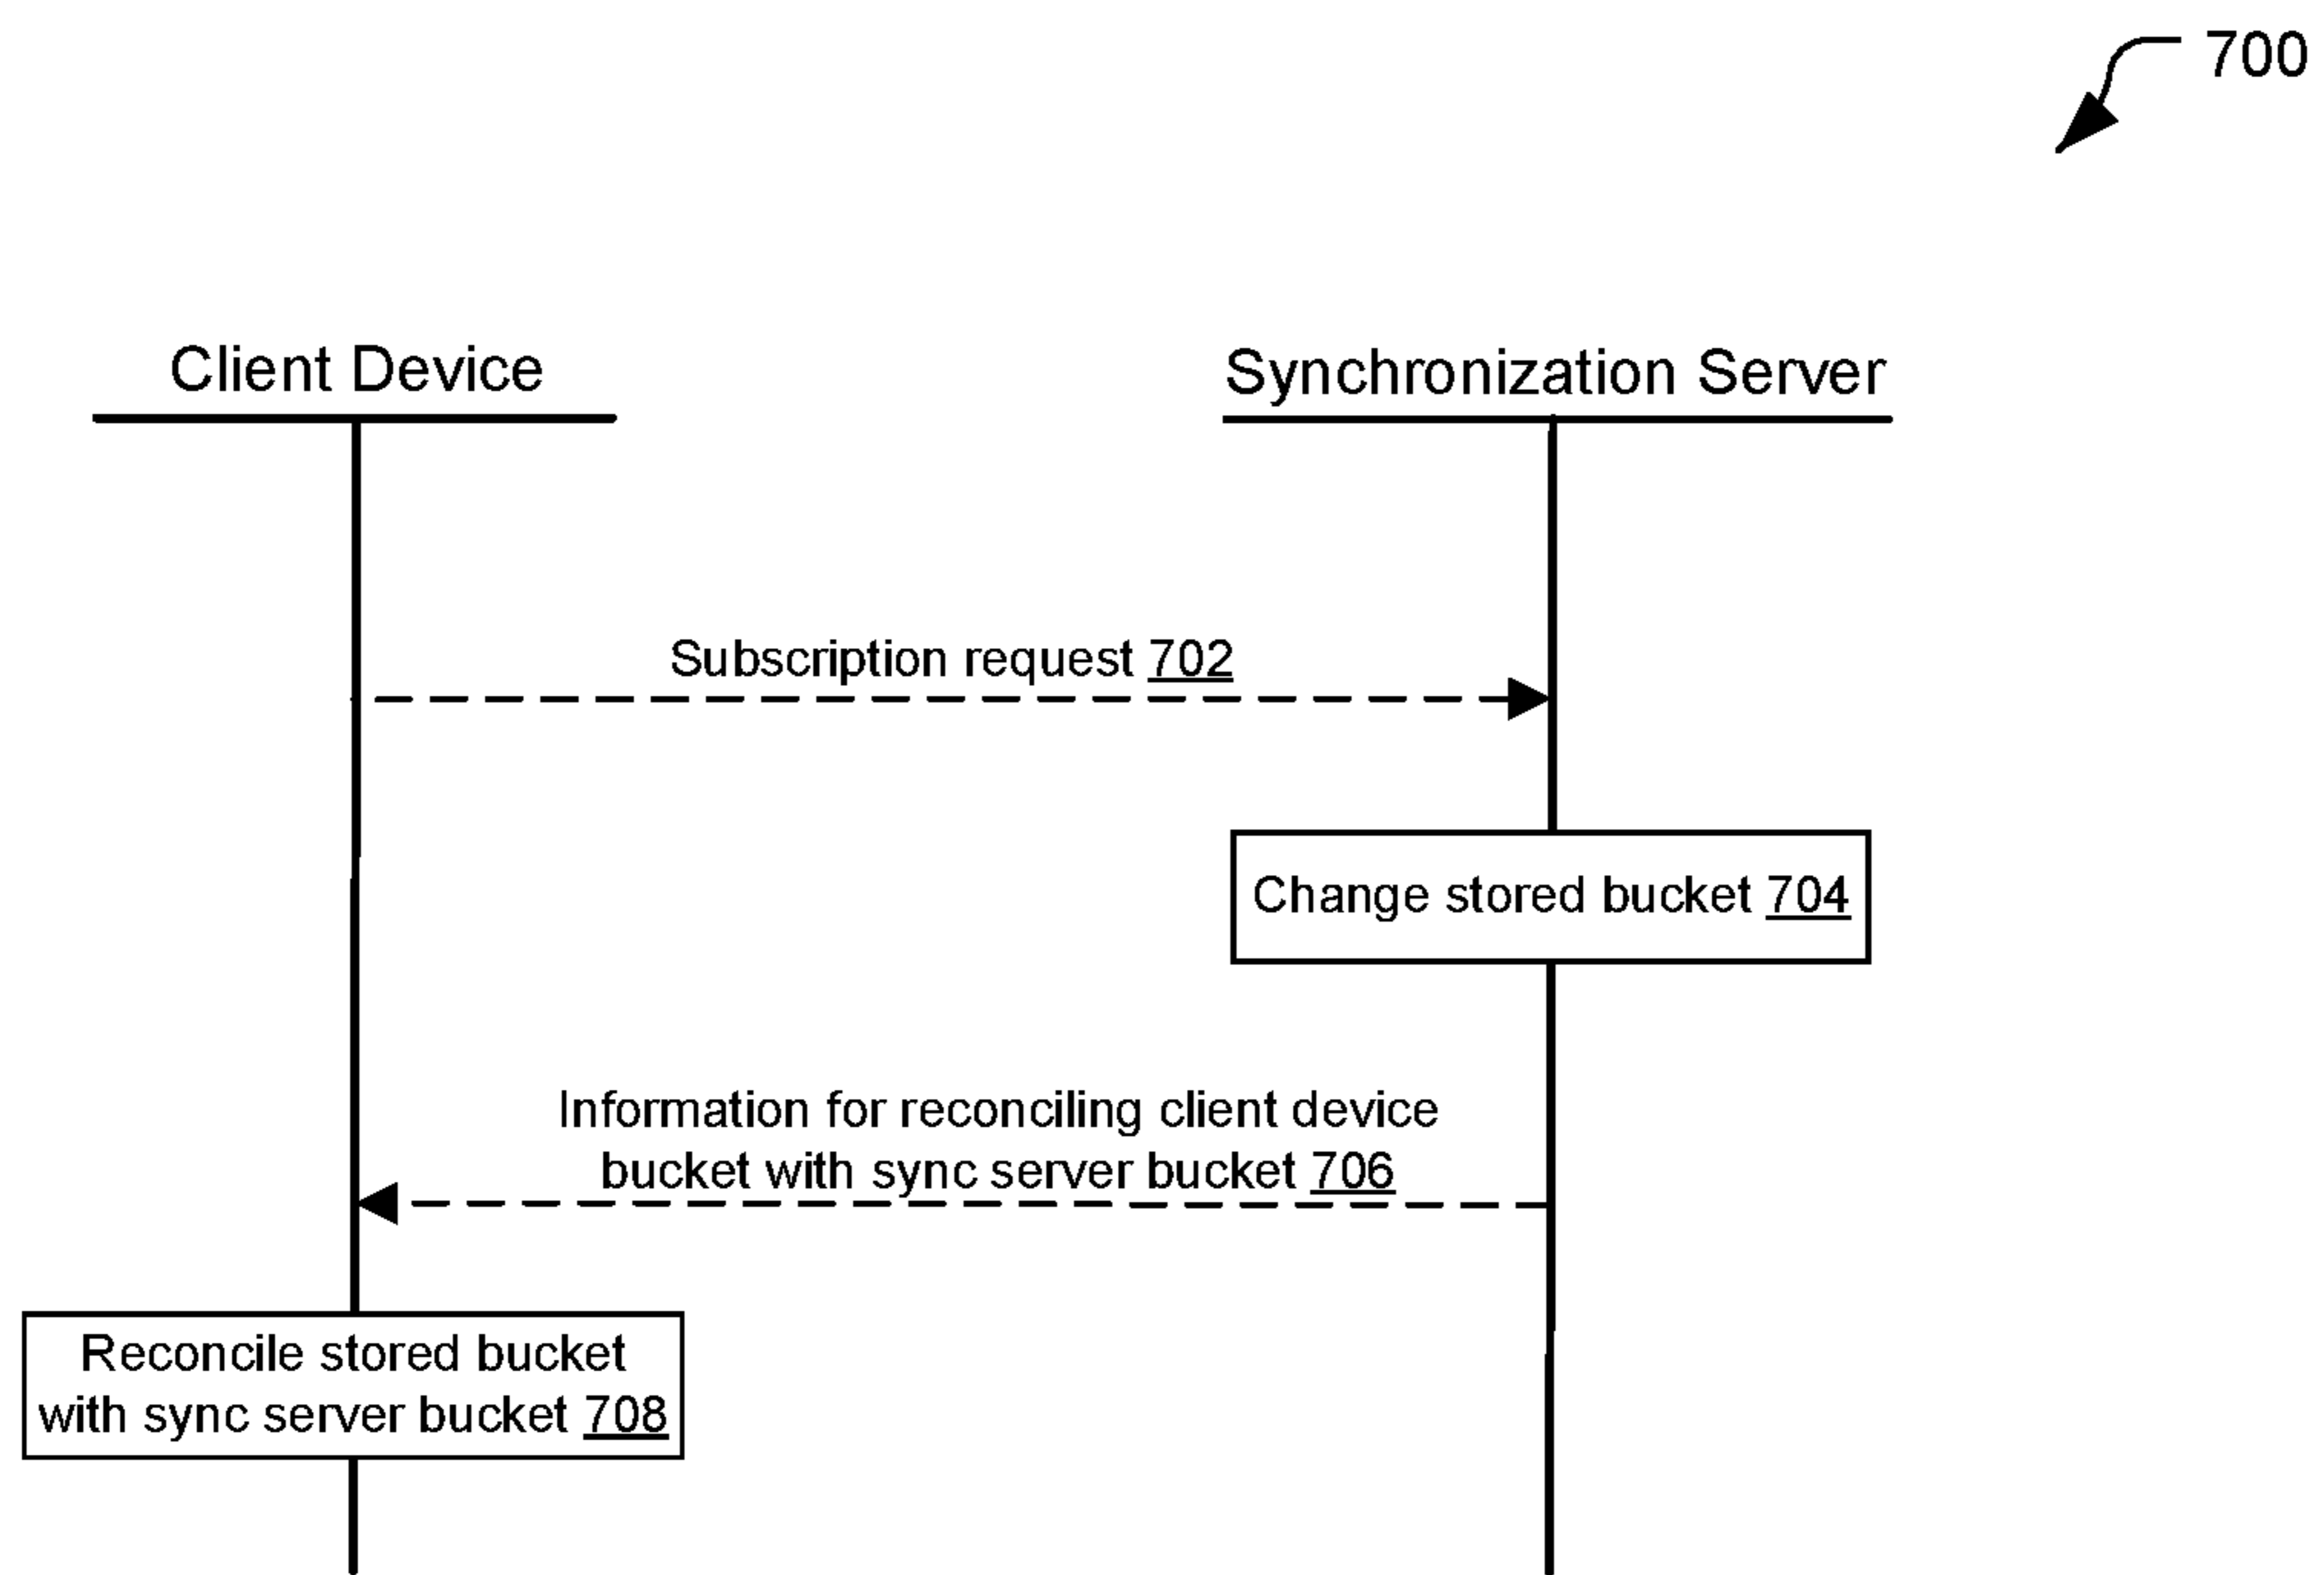 700
Client Device
Synchronization Server
Subscription request 702
Change stored bucket 704
Information for reconciling client device
bucket with sync server bucket 706
Reconcile stored bucket
with sync server bucket 708